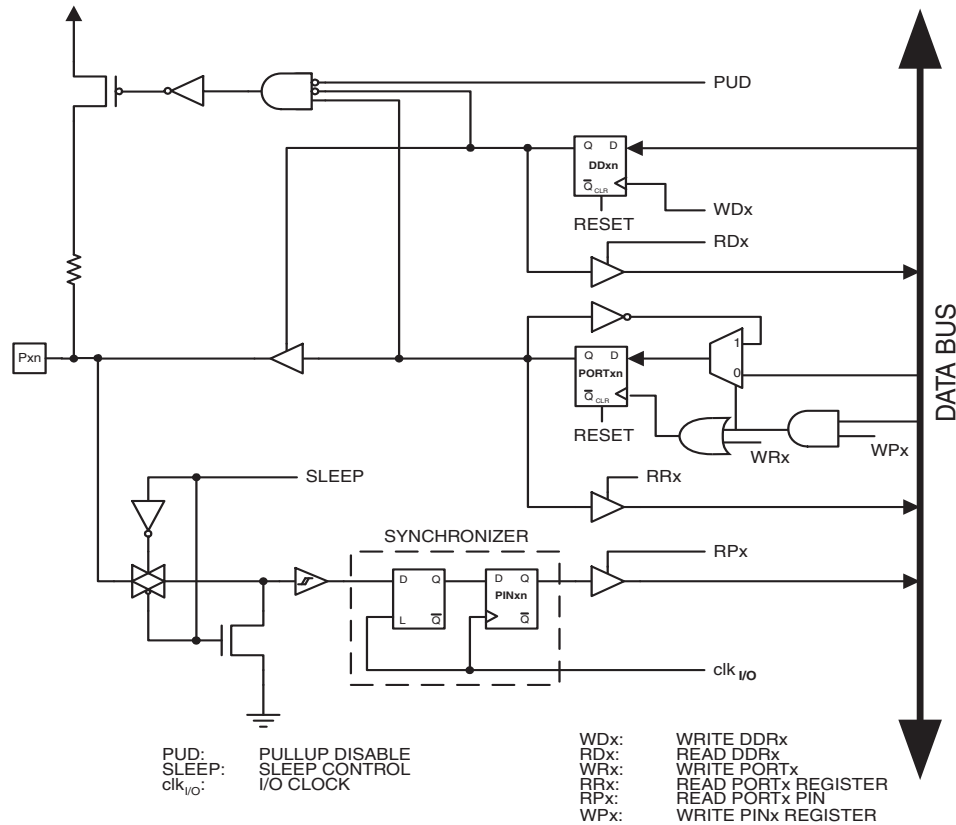 PUD
Q D
DDxn
Q CLR
WDx
RESET
RDx
1
Pxn
Q D
PORTxn
0
Q CLR
RESET
WRx
WPx
DATA BUS
SLEEP
RRx
SYNCHRONIZER
RPx
D Q
L Q
D Q
PINxn
Q
clk I/O
PUD: PULLUP DISABLE
SLEEP: SLEEP CONTROL
clkI/O: I/O CLOCK
WDx: WRITE DDRx
RDx: READ DDRx
WRx: WRITE PORTx
RRx: READ PORTx REGISTER
RPx: READ PORTx PIN
WPx: WRITE PINx REGISTER